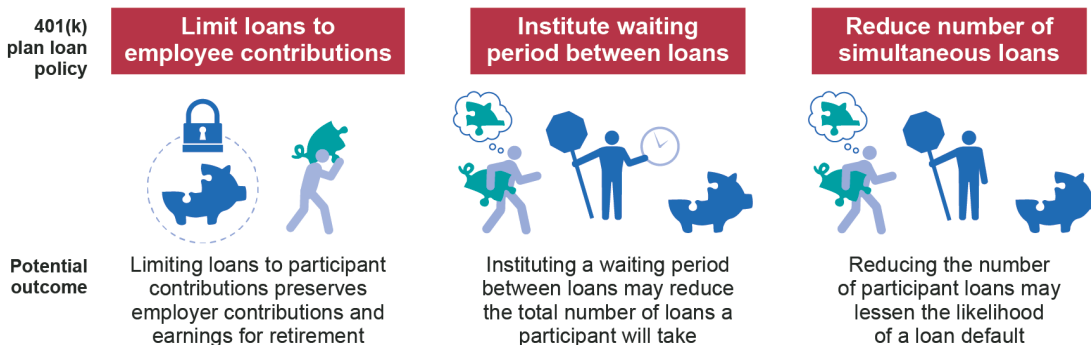 401(k)
plan loan
policy
Limit loans to
employee contributions
Institute waiting
period between loans
Reduce number of
simultaneous loans
Potential
outcome
Limiting loans to participant
contributions preserves
employer contributions and
earnings for retirement
Instituting a waiting period
between loans may reduce
the total number of loans a
participant will take
Reducing the number
of participant loans may
lessen the likelihood
of a loan default